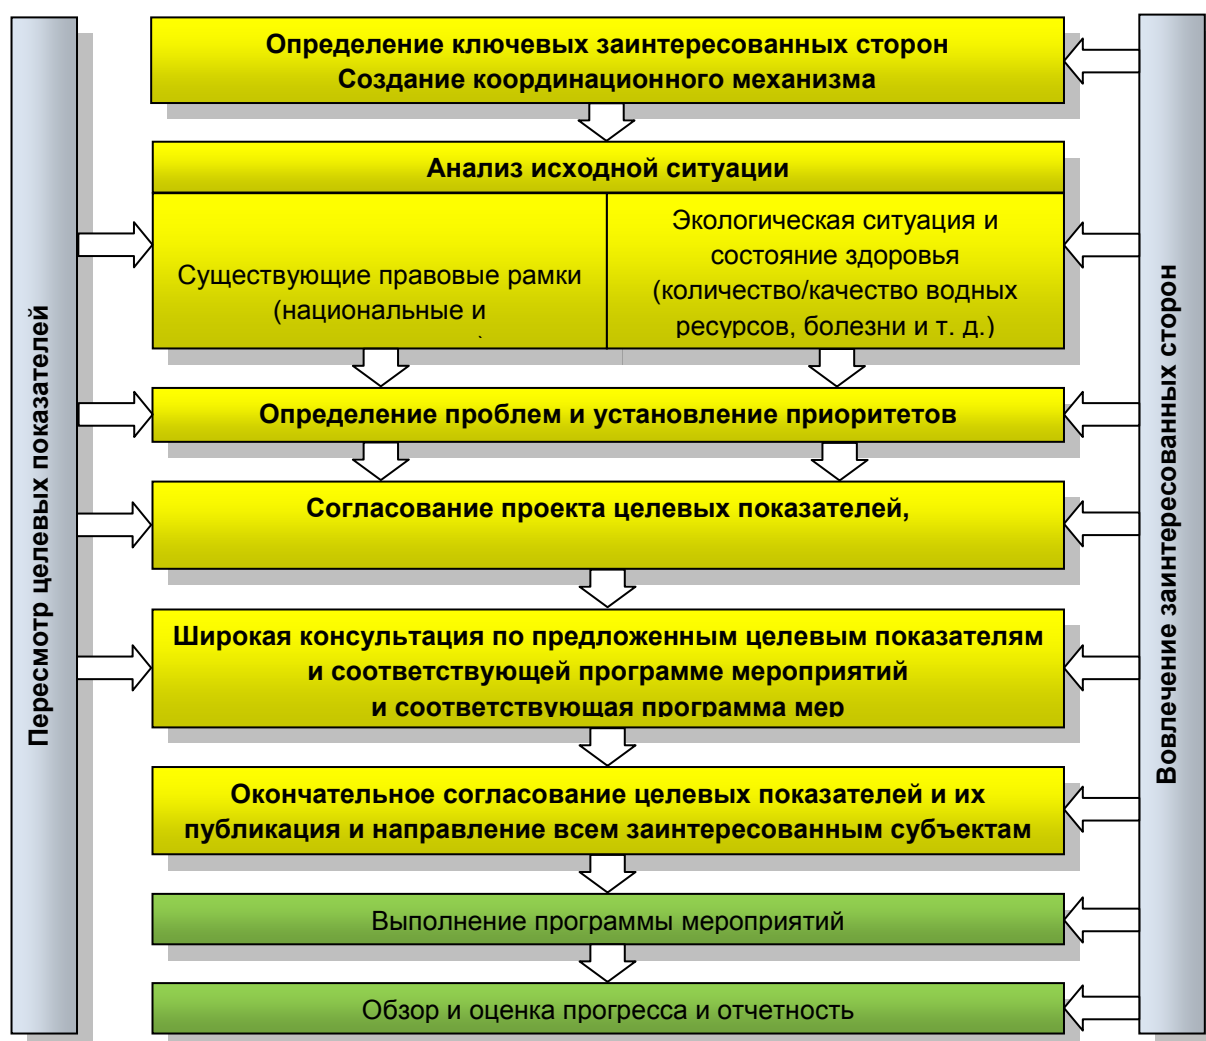 Пересмотр целевых показателей
Определение ключевых заинтересованных сторон
Создание координационного механизма
Анализ исходной ситуации
Существующие правовые рамки
(национальные и
Экологическая ситуация и
состояние здоровья
(количество/качество водных
ресурсов, болезни и т. д.)
Определение проблем и установление приоритетов
Согласование проекта целевых показателей,
Широкая консультация по предложенным целевым показателям
и соответствующей программе мероприятий
и соответствующая программа мер
Окончательное согласование целевых показателей и их
публикация и направление всем заинтересованным субъектам
Выполнение программы мероприятий
Обзор и оценка прогресса и отчетность
Вовлечение заинтересованных сторон